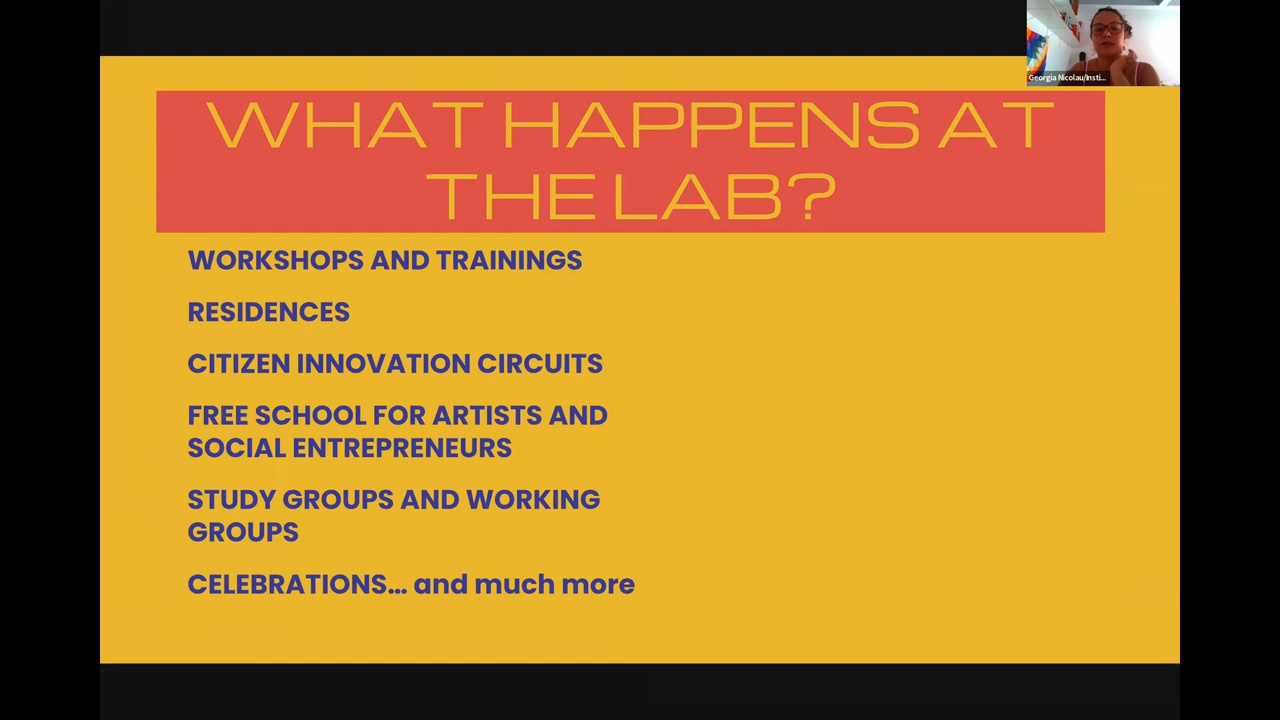 Georgia Nicolau/Insti...
WHAT HAPPENS AT
THE LAB?
WORKSHOPS AND TRAININGS
RESIDENCES
CITIZEN INNOVATION CIRCUITS
FREE SCHOOL FOR ARTISTS AND
SOCIAL ENTREPRENEURS
STUDY GROUPS AND WORKING
GROUPS
CELEBRATIONS... and much more